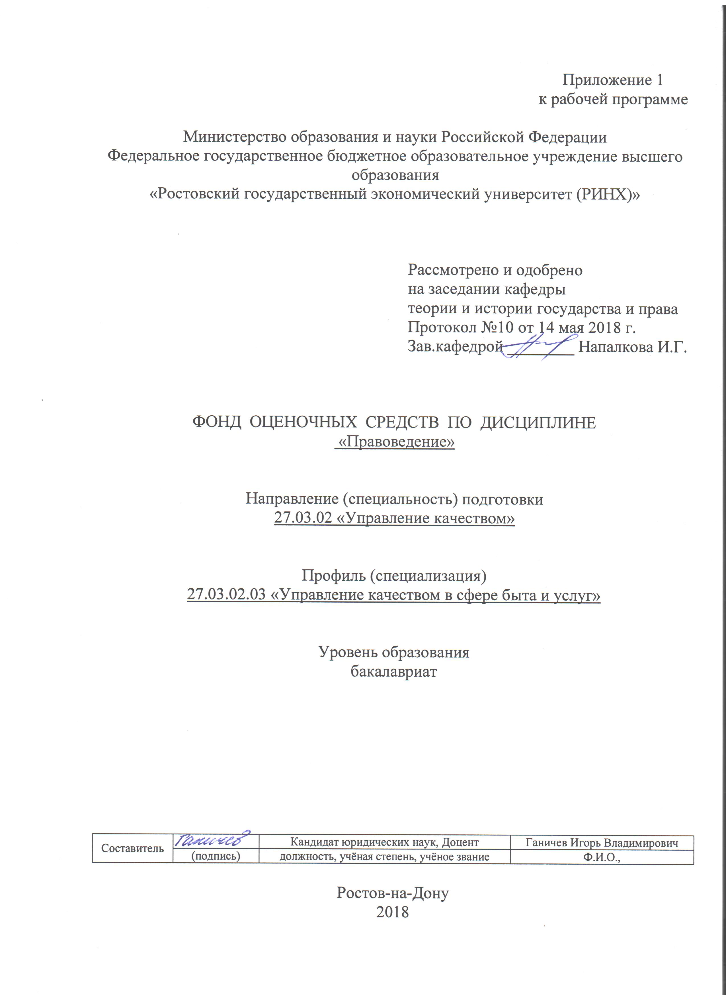 Приложение 1
к рабочей программе
Министерство образования и науки Российской Федерации
Федеральное государственное бюджетное образовательное учреждение высшего
образования
«Ростовский государственный экономический университет (РИНХ)»
Рассмотрено и одобрено
на заседании кафедры
теории и истории государства и права
Протокол №10 от 14 мая 2018 г.
Зав.кафедрой ________ Напалкова И.Г.
ФОНД ОЦЕНОЧНЫХ СРЕДСТВ ПО ДИСЦИПЛИНЕ
«Правоведение»
Направление (специальность) подготовки
27.03.02 «Управление качеством»
Профиль (специализация)
27.03.02.03 «Управление качеством в сфере быта и услуг»
Уровень образования
бакалавриат
Составитель
Ганичев
Кандидат юридических наук, Доцент
Ганичев Игорь Владимирович
(подпись)
должность, учёная степень, учёное звание
Ф.И.О.,
Ростов-на-Дону
2018